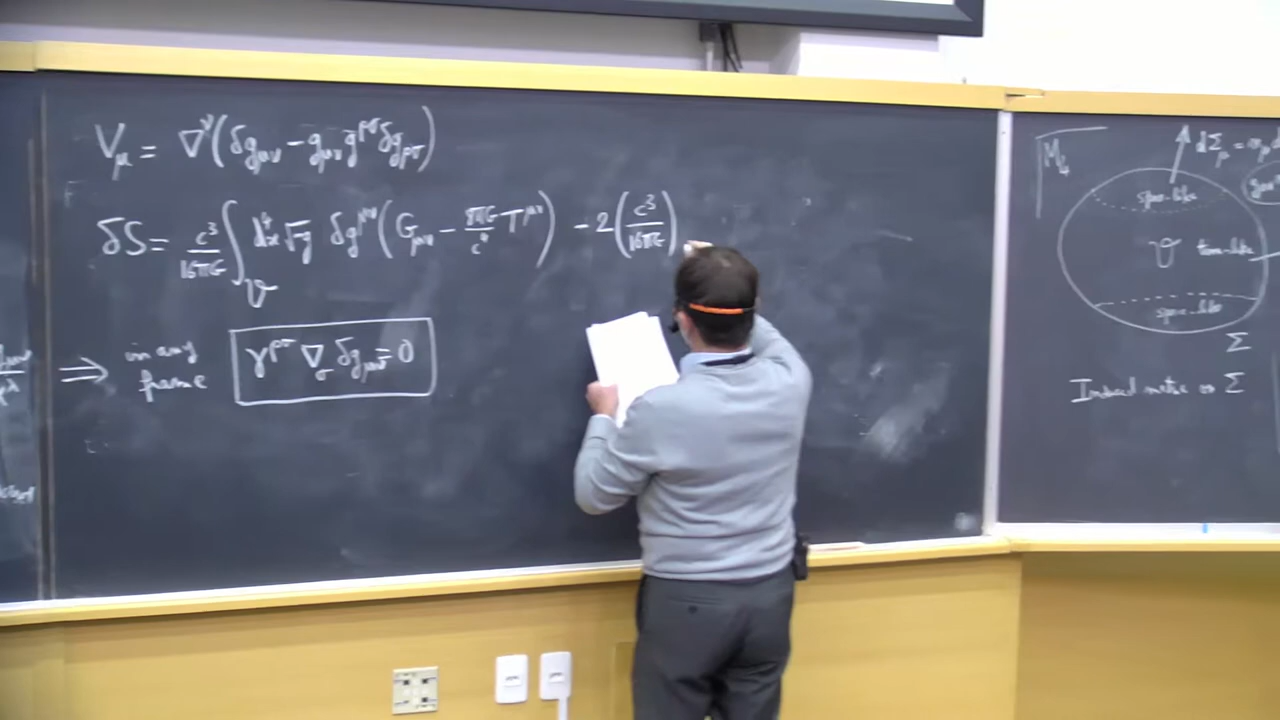 V_μ = ∇^ν(δg_μν − g_μν g^ρσ δg_ρσ)
δS = c³/16πG ∫_V d⁴x √-g δg^μν(G_μν − 8πG/c⁴ T^μν) − 2(c³/16πG)
⟹ in any frame γ^ρσ ∇_σ δg_μν = 0
M₄
dΣ_μ =
space-like
V time-like
space-like
Σ
Induced metric on Σ